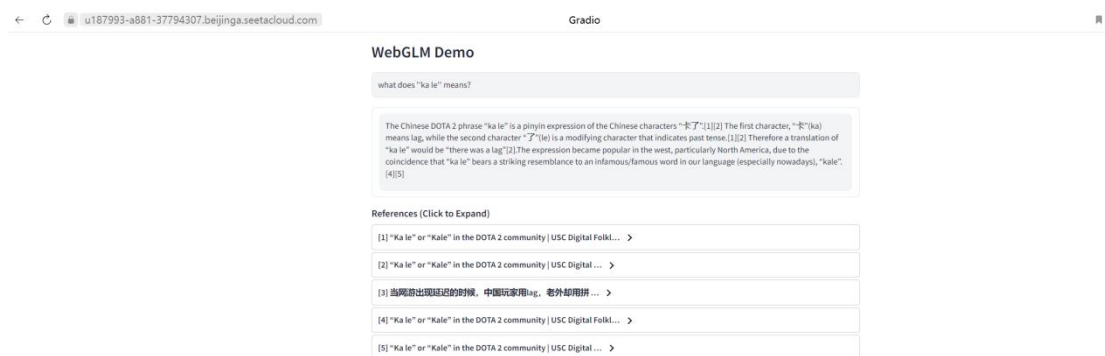 u187993-a881-37794307.beijinga.seetacloud.com
Gradio
WebGLM Demo
what does "ka le" means?
The Chinese DOTA 2 phrase “ka le” is a pinyin expression of the Chinese characters “卡了”.[1][2] The first character, “卡”(ka)
means lag, while the second character “了”(le) is a modifying character that indicates past tense.[1][2] Therefore a translation of
“ka le” would be “there was a lag”[2].The expression became popular in the west, particularly North America, due to the
coincidence that “ka le” bears a striking resemblance to an infamous/famous word in our language (especially nowadays), “kale”.
[4][5]
References (Click to Expand)
[1] “Ka le” or “Kale” in the DOTA 2 community | USC Digital Folkl...
[2] “Ka le” or “Kale” in the DOTA 2 community | USC Digital ...
[3] 当网游出现延迟的时候，中国玩家用lag，老外却用拼 ...
[4] “Ka le” or “Kale” in the DOTA 2 community | USC Digital Folkl...
[5] “Ka le” or “Kale” in the DOTA 2 community | USC Digital ...